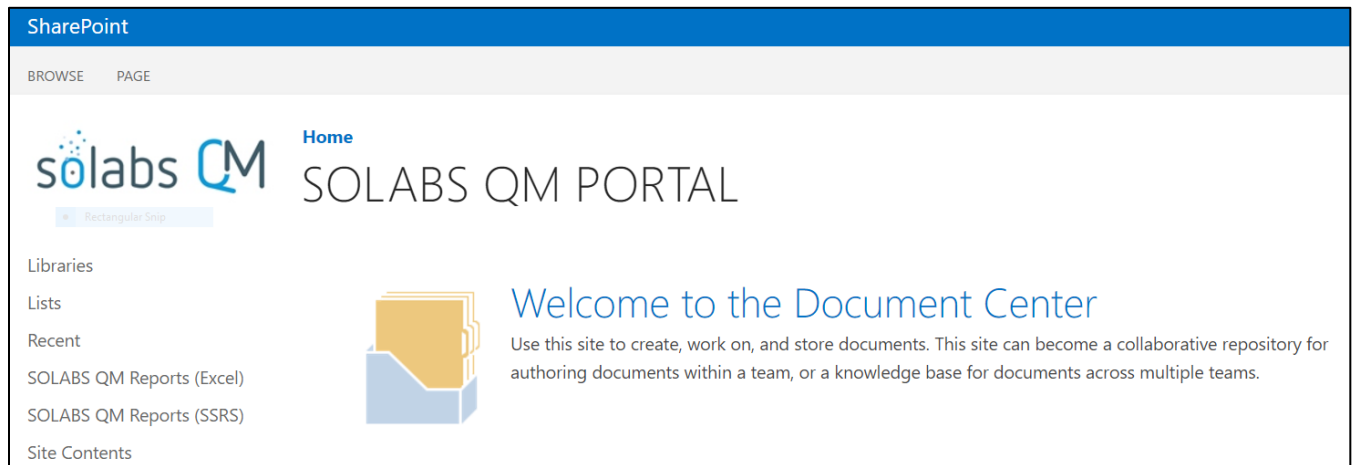 SharePoint
BROWSE PAGE
solabs QM
Home
SOLABS QM PORTAL
Rectangular Snip
Libraries
Lists
Recent
SOLABS QM Reports (Excel)
SOLABS QM Reports (SSRS)
Site Contents
Welcome to the Document Center
Use this site to create, work on, and store documents. This site can become a collaborative repository for
authoring documents within a team, or a knowledge base for documents across multiple teams.